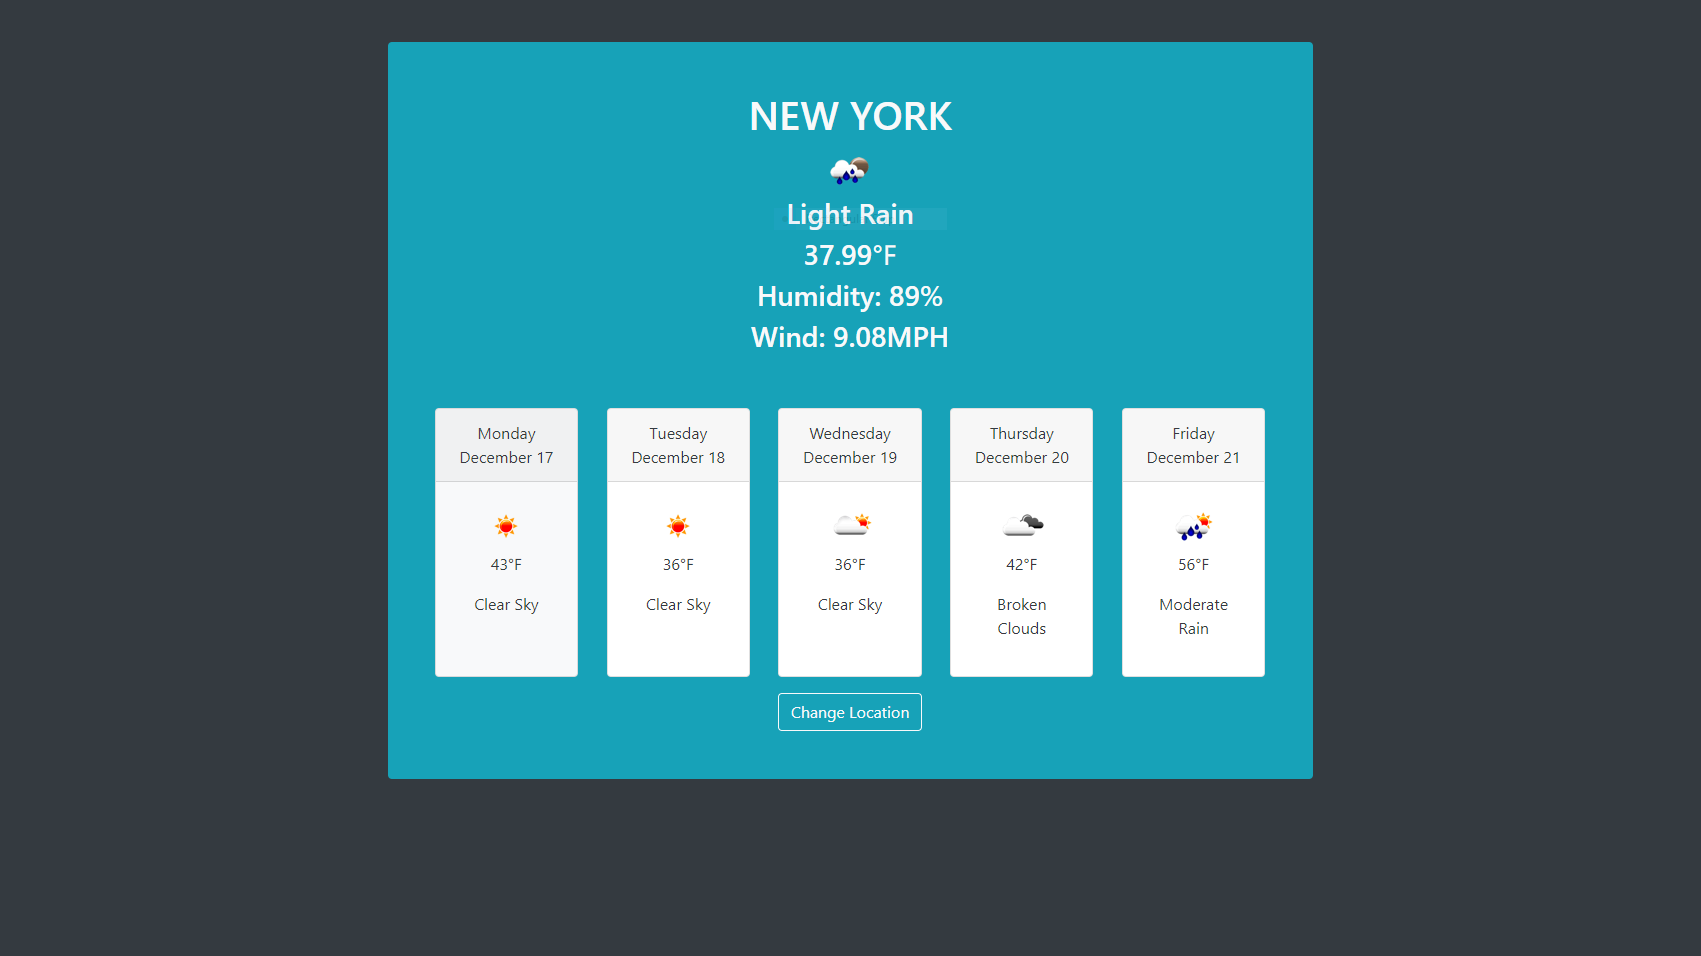 NEW YORK
Light Rain
37.99°F
Humidity: 89%
Wind: 9.08MPH
Monday
December 17
43°F
Clear Sky
Tuesday
December 18
36°F
Clear Sky
Wednesday
December 19
36°F
Clear Sky
Thursday
December 20
42°F
Broken
Clouds
Friday
December 21
56°F
Moderate
Rain
Change Location